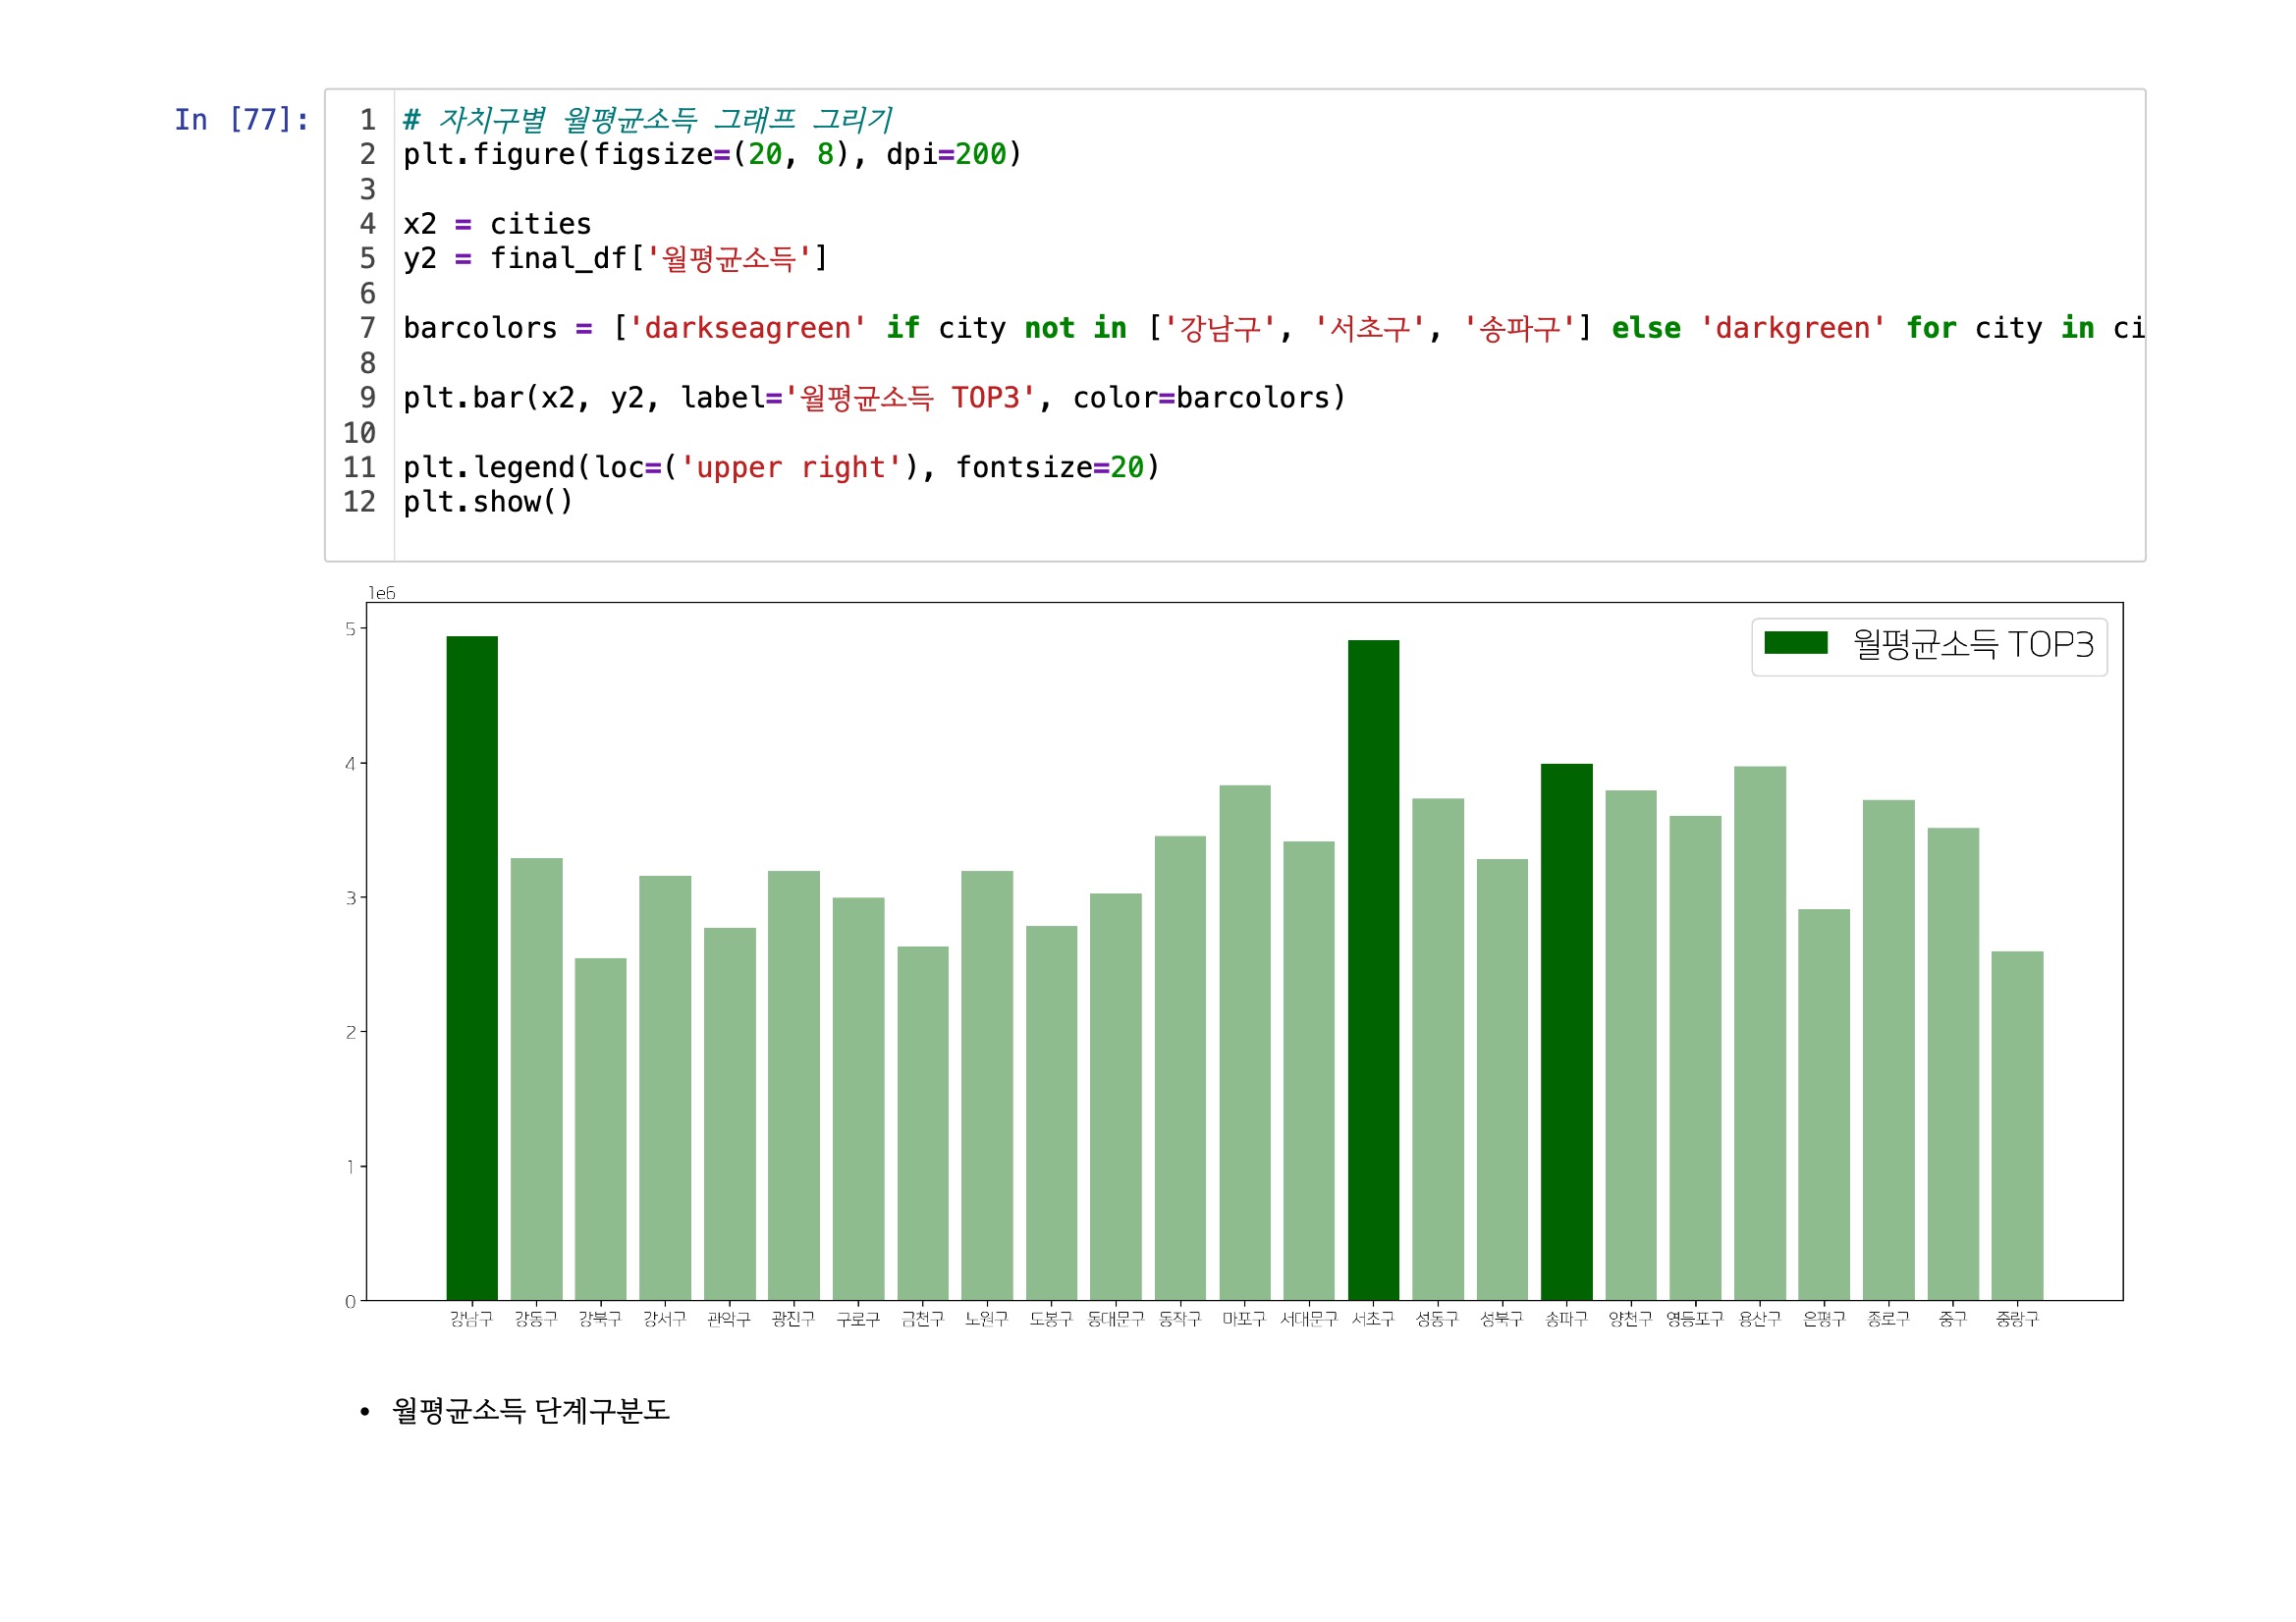 In [77]:
1 # 자치구별 월평균소득 그래프 그리기
2 plt.figure(figsize=(20, 8), dpi=200)
3
4 x2 = cities
5 y2 = final_df['월평균소득']
6
7 barcolors = ['darkseagreen' if city not in ['강남구', '서초구', '송파구'] else 'darkgreen' for city in ci
8
9 plt.bar(x2, y2, label='월평균소득 TOP3', color=barcolors)
10
11 plt.legend(loc=('upper right'), fontsize=20)
12 plt.show()
1e6
월평균소득 TOP3
5
4
3
2
1
0
강남구 강동구 강북구 강서구 관악구 광진구 구로구 금천구 노원구 도봉구 동대문구 동작구 마포구 서대문구 서초구 성동구 성북구 송파구 양천구 영등포구 용산구 은평구 종로구 중구 중랑구
• 월평균소득 단계구분도